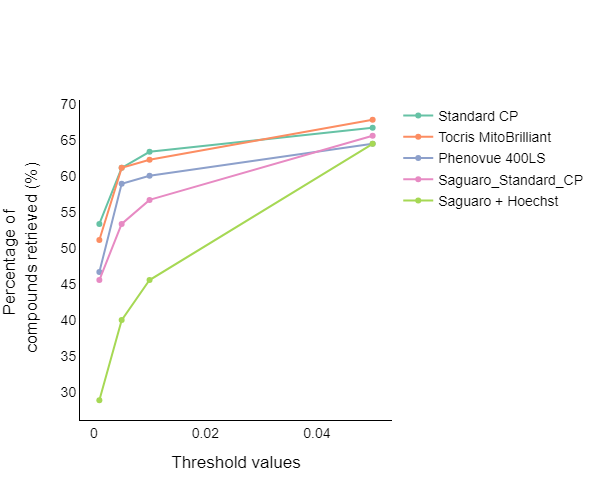 70
65
60
55
50
45
40
35
30
0
0.02
0.04
Percentage of
compounds retrieved (%)
Threshold values
Standard CP
Tocris MitoBrilliant
Phenovue 400LS
Saguaro_Standard_CP
Saguaro + Hoechst